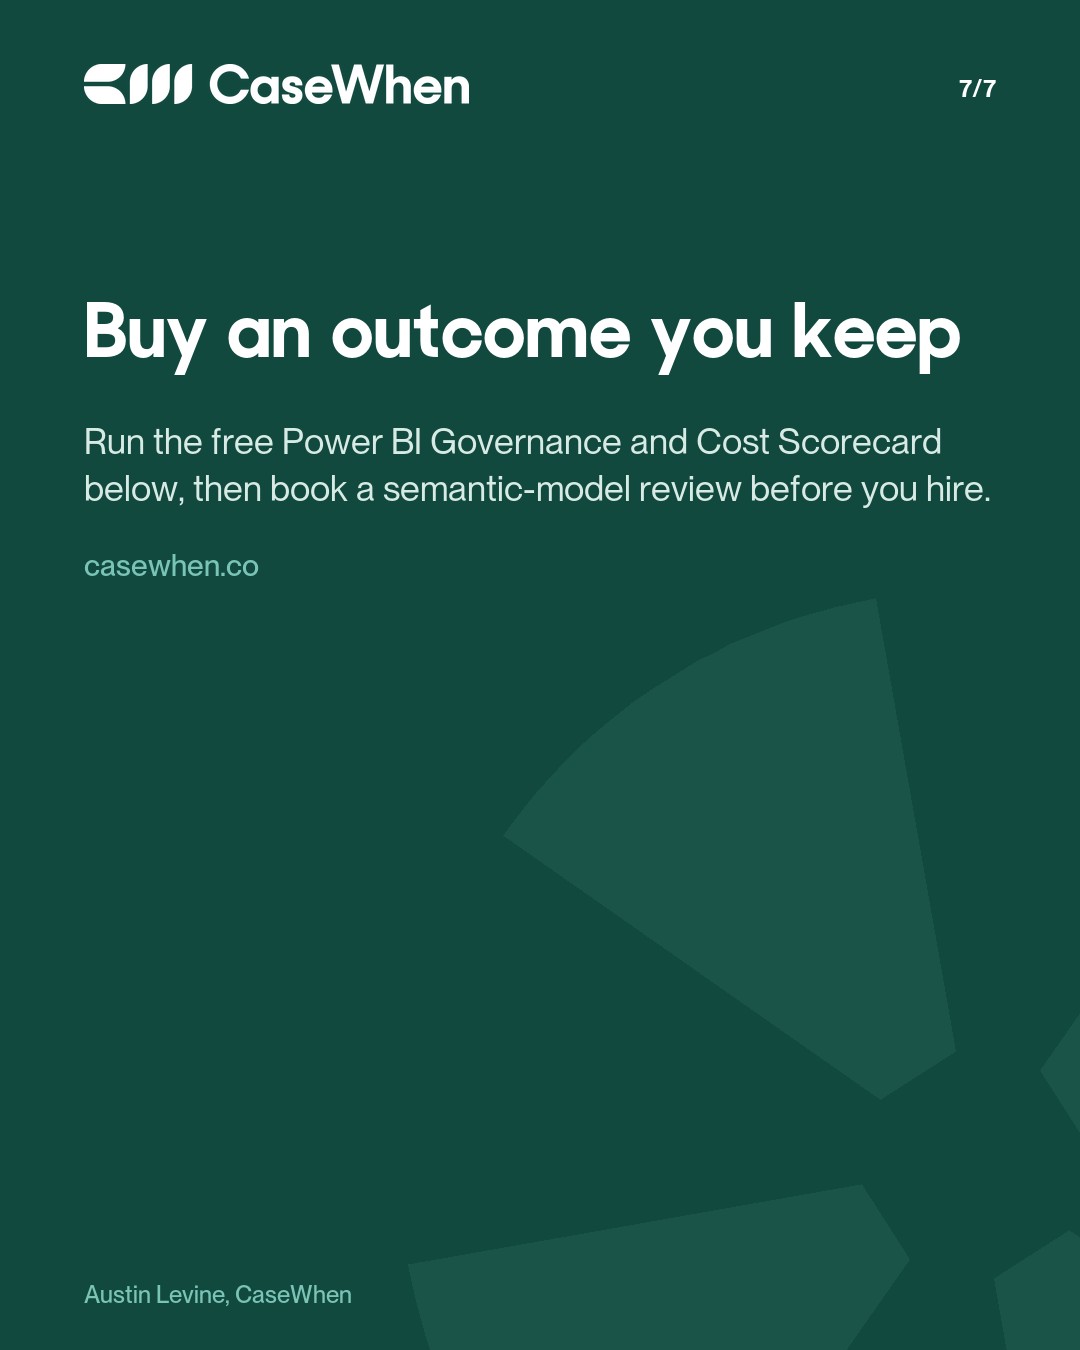 CaseWhen
7/7
Buy an outcome you keep
Run the free Power BI Governance and Cost Scorecard
below, then book a semantic-model review before you hire.
casewhen.co
Austin Levine, CaseWhen